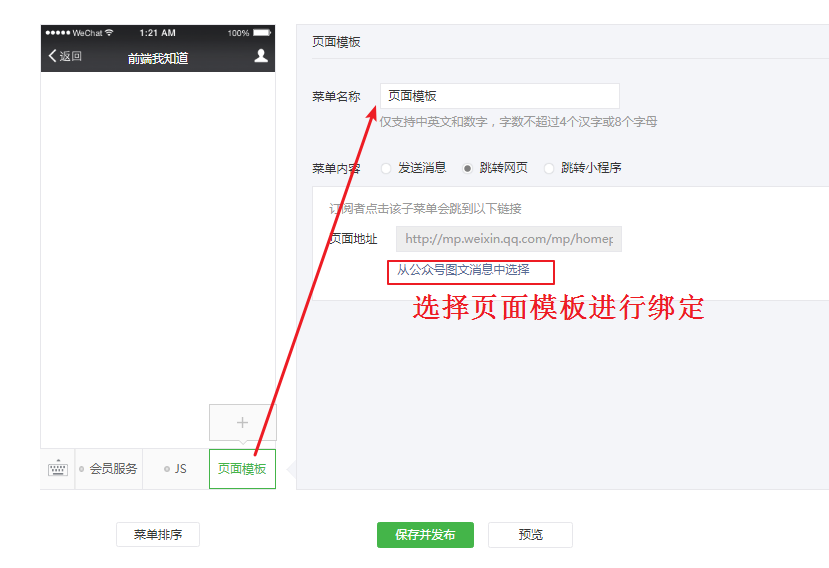 ●●●●● WeChat 1:21 AM 100%
返回 前端我知道
页面模板
菜单名称 页面模板
仅支持中英文和数字，字数不超过4个汉字或8个字母
菜单内容 发送消息 跳转网页 跳转小程序
订阅者点击该子菜单会跳到以下链接
页面地址 http://mp.weixin.qq.com/mp/homep
从公众号图文消息中选择
选择页面模板进行绑定
+
会员服务 JS 页面模板
菜单排序 保存并发布 预览